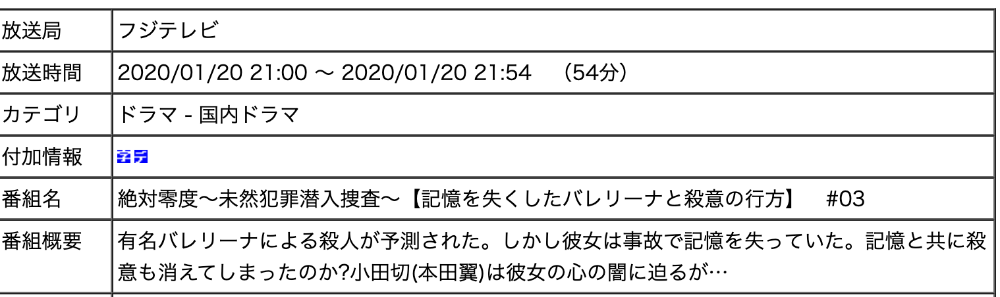 放送局 フジテレビ
放送時間 2020/01/20 21:00 ～ 2020/01/20 21:54　（54分）
カテゴリ ドラマ - 国内ドラマ
付加情報 字 デ
番組名 絶対零度～未然犯罪潜入捜査～【記憶を失くしたバレリーナと殺意の行方】　#03
番組概要 有名バレリーナによる殺人が予測された。しかし彼女は事故で記憶を失っていた。記憶と共に殺
意も消えてしまったのか?小田切(本田翼)は彼女の心の闇に迫るが…